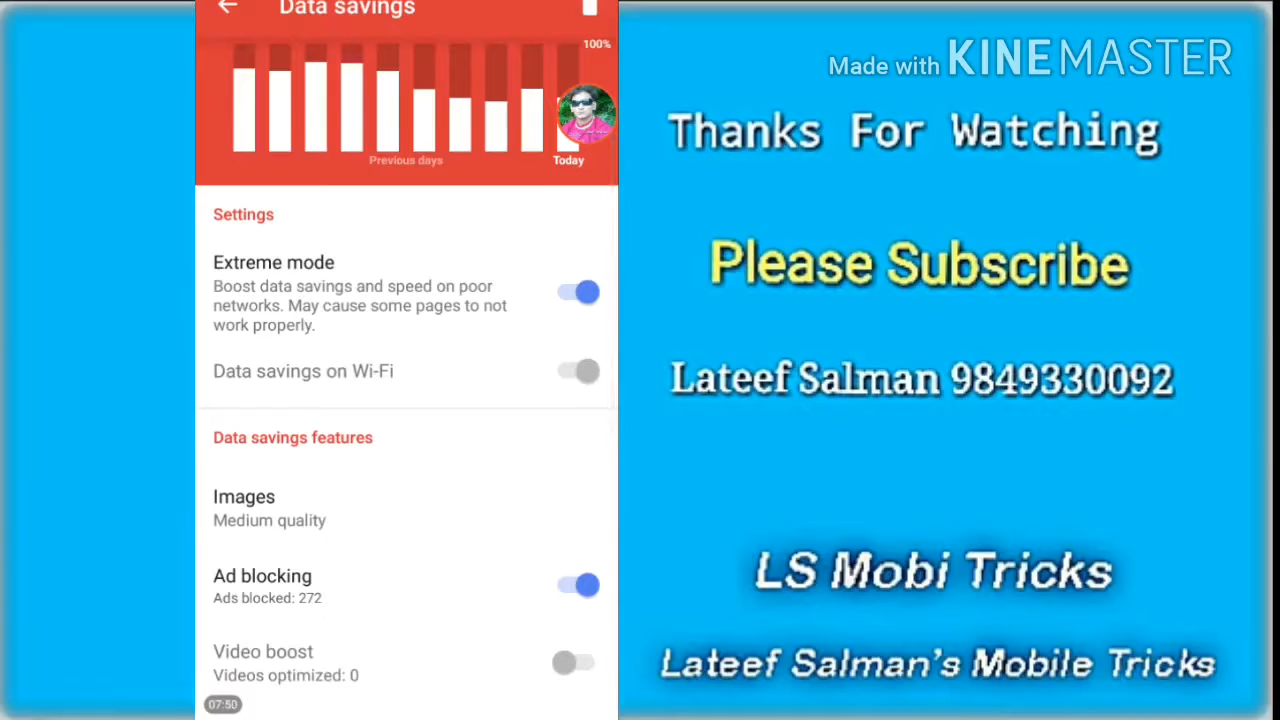 Data savings
100%
Previous days
Today
Settings
Extreme mode
Boost data savings and speed on poor
networks. May cause some pages to not
work properly.
Data savings on Wi-Fi
Data savings features
Images
Medium quality
Ad blocking
Ads blocked: 272
Video boost
Videos optimized: 0
07:50
Made with KINEMASTER
Thanks For Watching
Please Subscribe
Lateef Salman 9849330092
LS Mobi Tricks
Lateef Salman's Mobile Tricks